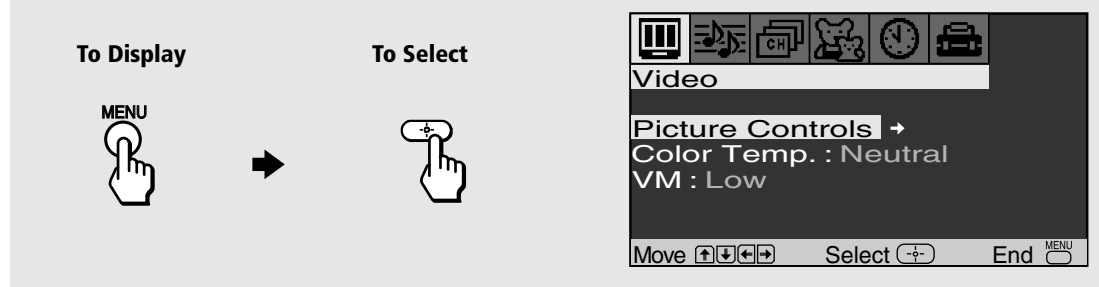 To Display
To Select
MENU
CH
Video
Picture Controls
Color Temp. : Neutral
VM : Low
Move Select End MENU